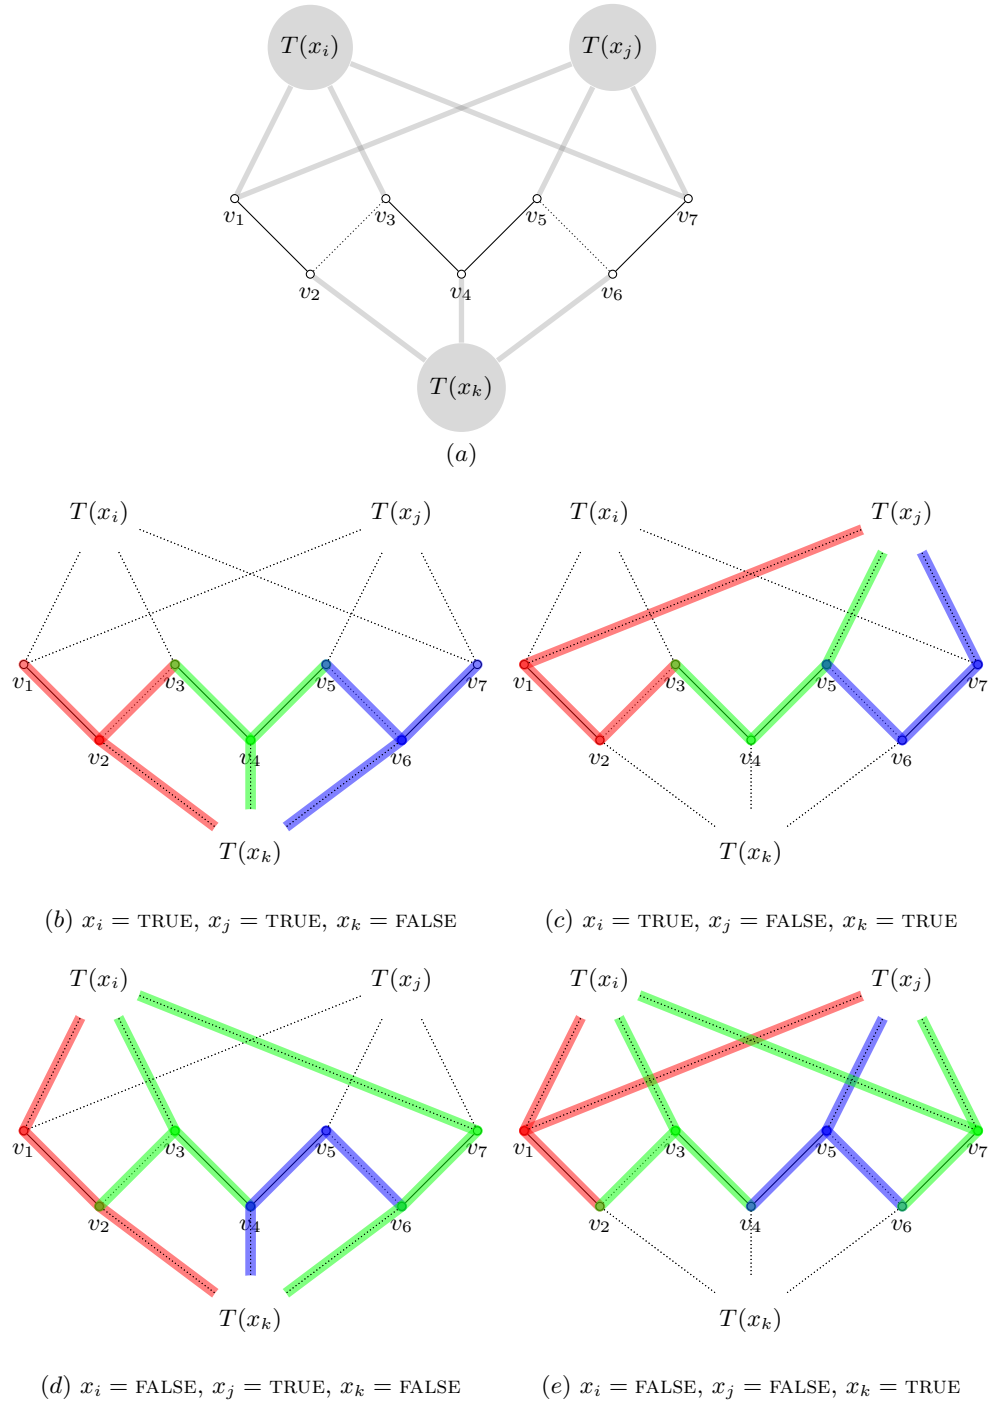 T(x_i) T(x_j)
v_1 v_3 v_5 v_7
v_2 v_4 v_6
T(x_k)
(a)
T(x_i) T(x_j)
v_1 v_3 v_5 v_7
v_2 v_4 v_6
T(x_k)
(b) x_i = TRUE, x_j = TRUE, x_k = FALSE
T(x_i) T(x_j)
v_1 v_3 v_5 v_7
v_2 v_4 v_6
T(x_k)
(c) x_i = TRUE, x_j = FALSE, x_k = TRUE
T(x_i) T(x_j)
v_1 v_3 v_5 v_7
v_2 v_4 v_6
T(x_k)
(d) x_i = FALSE, x_j = TRUE, x_k = FALSE
T(x_i) T(x_j)
v_1 v_3 v_5 v_7
v_2 v_4 v_6
T(x_k)
(e) x_i = FALSE, x_j = FALSE, x_k = TRUE